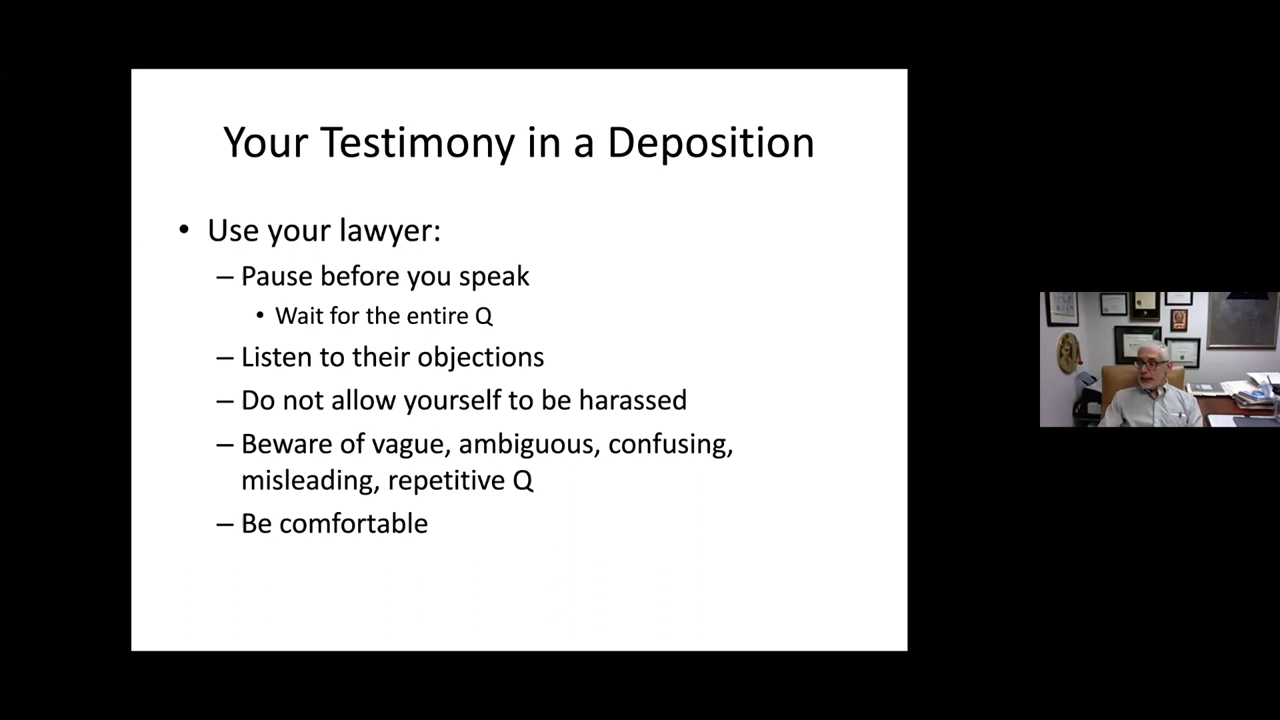 Your Testimony in a Deposition
• Use your lawyer:
– Pause before you speak
• Wait for the entire Q
– Listen to their objections
– Do not allow yourself to be harassed
– Beware of vague, ambiguous, confusing,
misleading, repetitive Q
– Be comfortable